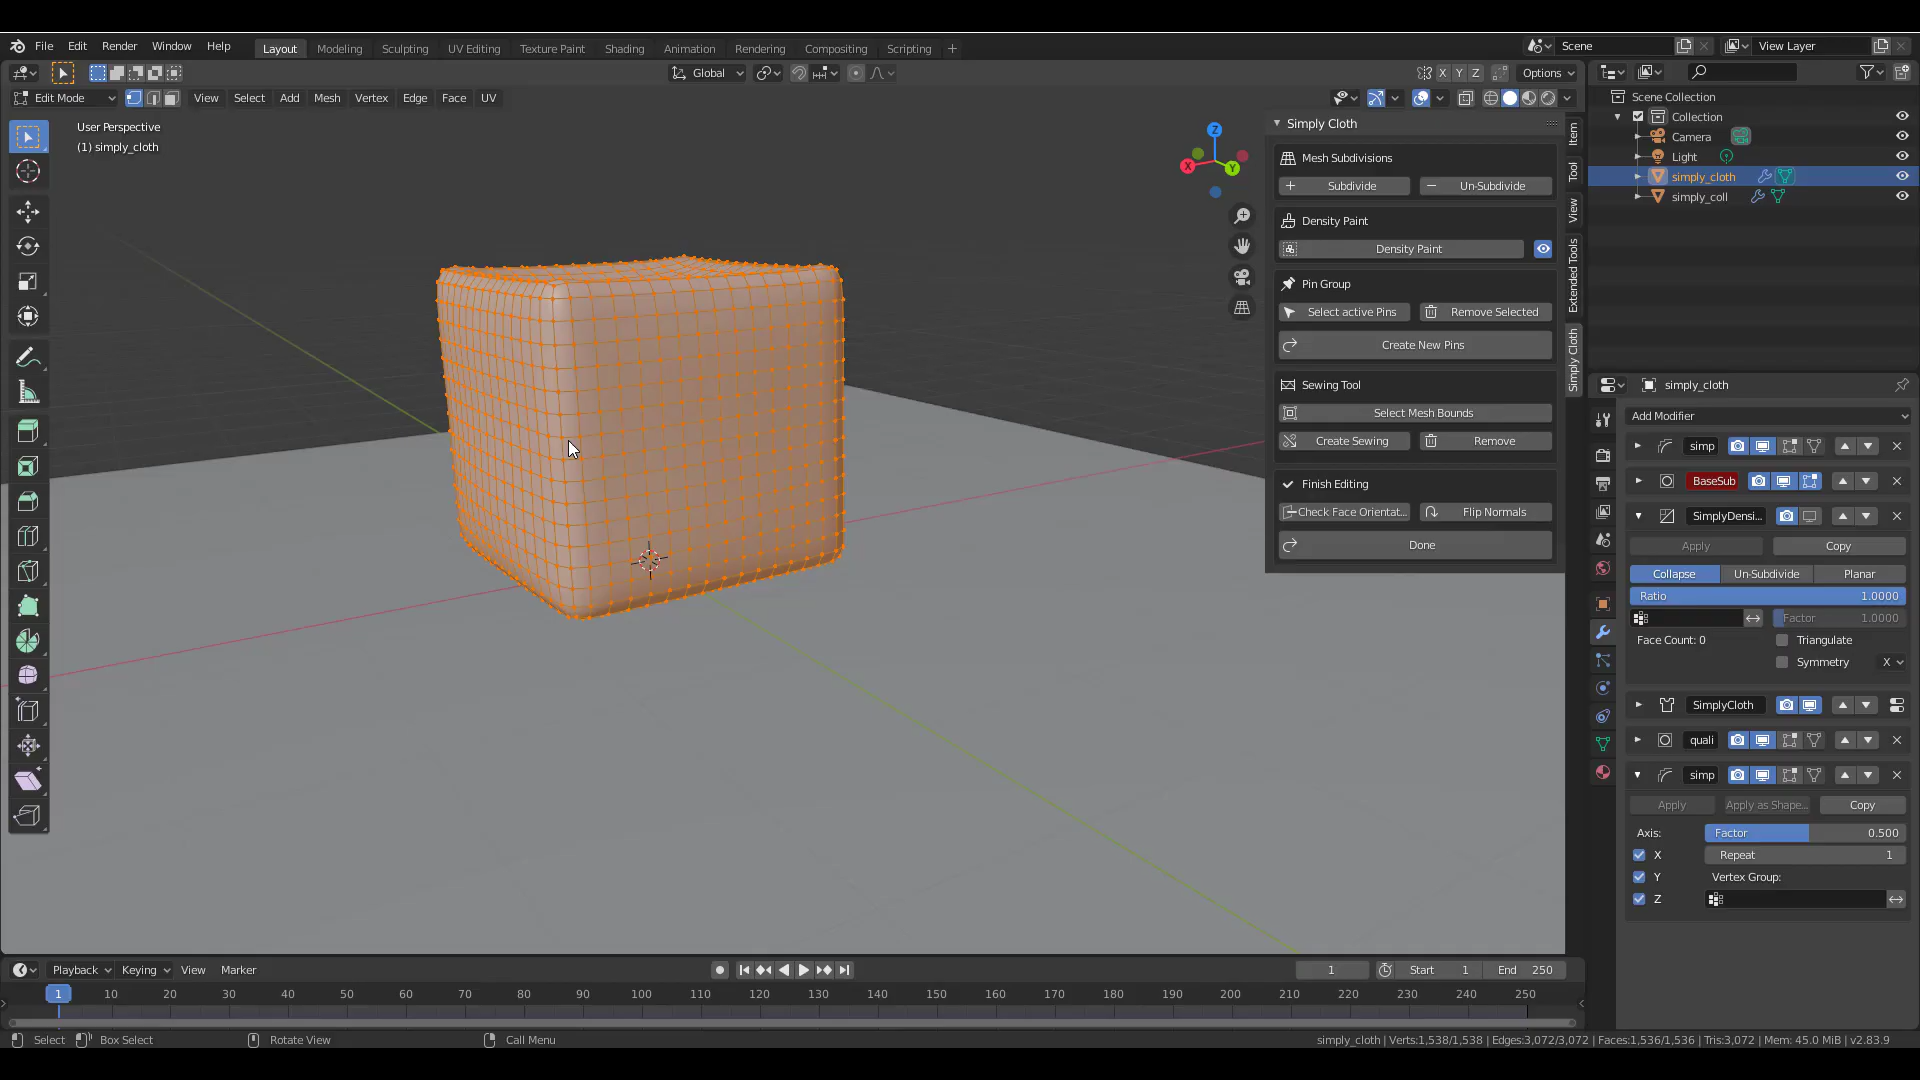 File Edit Render Window Help Layout Modeling Sculpting UV Editing Texture Paint Shading Animation Rendering Compositing Scripting + Scene View Layer
Global X Y Z Options
Edit Mode View Select Add Mesh Vertex Edge Face UV
User Perspective
(1) simply_cloth
Z
X
Y
Simply Cloth
Mesh Subdivisions
Subdivide Un-Subdivide
Density Paint
Density Paint
Pin Group
Select active Pins Remove Selected
Create New Pins
Sewing Tool
Select Mesh Bounds
Create Sewing Remove
Finish Editing
Check Face Orientat... Flip Normals
Done
Item
Tool
View
Extended Tools
Simply Cloth
Scene Collection
Collection
Camera
Light
simply_cloth
simply_coll
simply_cloth
Add Modifier
simp
BaseSub
SimplyDensi...
Apply Copy
Collapse Un-Subdivide Planar
Ratio 1.0000
Factor 1.0000
Face Count: 0 Triangulate
Symmetry X
SimplyCloth
quali
simp
Apply Apply as Shape... Copy
Axis: Factor 0.500
X Repeat 1
Y Vertex Group:
Z
Playback Keying View Marker 1 Start 1 End 250
1 10 20 30 40 50 60 70 80 90 100 110 120 130 140 150 160 170 180 190 200 210 220 230 240 250
Select Box Select Rotate View Call Menu simply_cloth | Verts:1,538/1,538 | Edges:3,072/3,072 | Faces:1,536/1,536 | Tris:3,072 | Mem: 45.0 MiB | v2.83.9